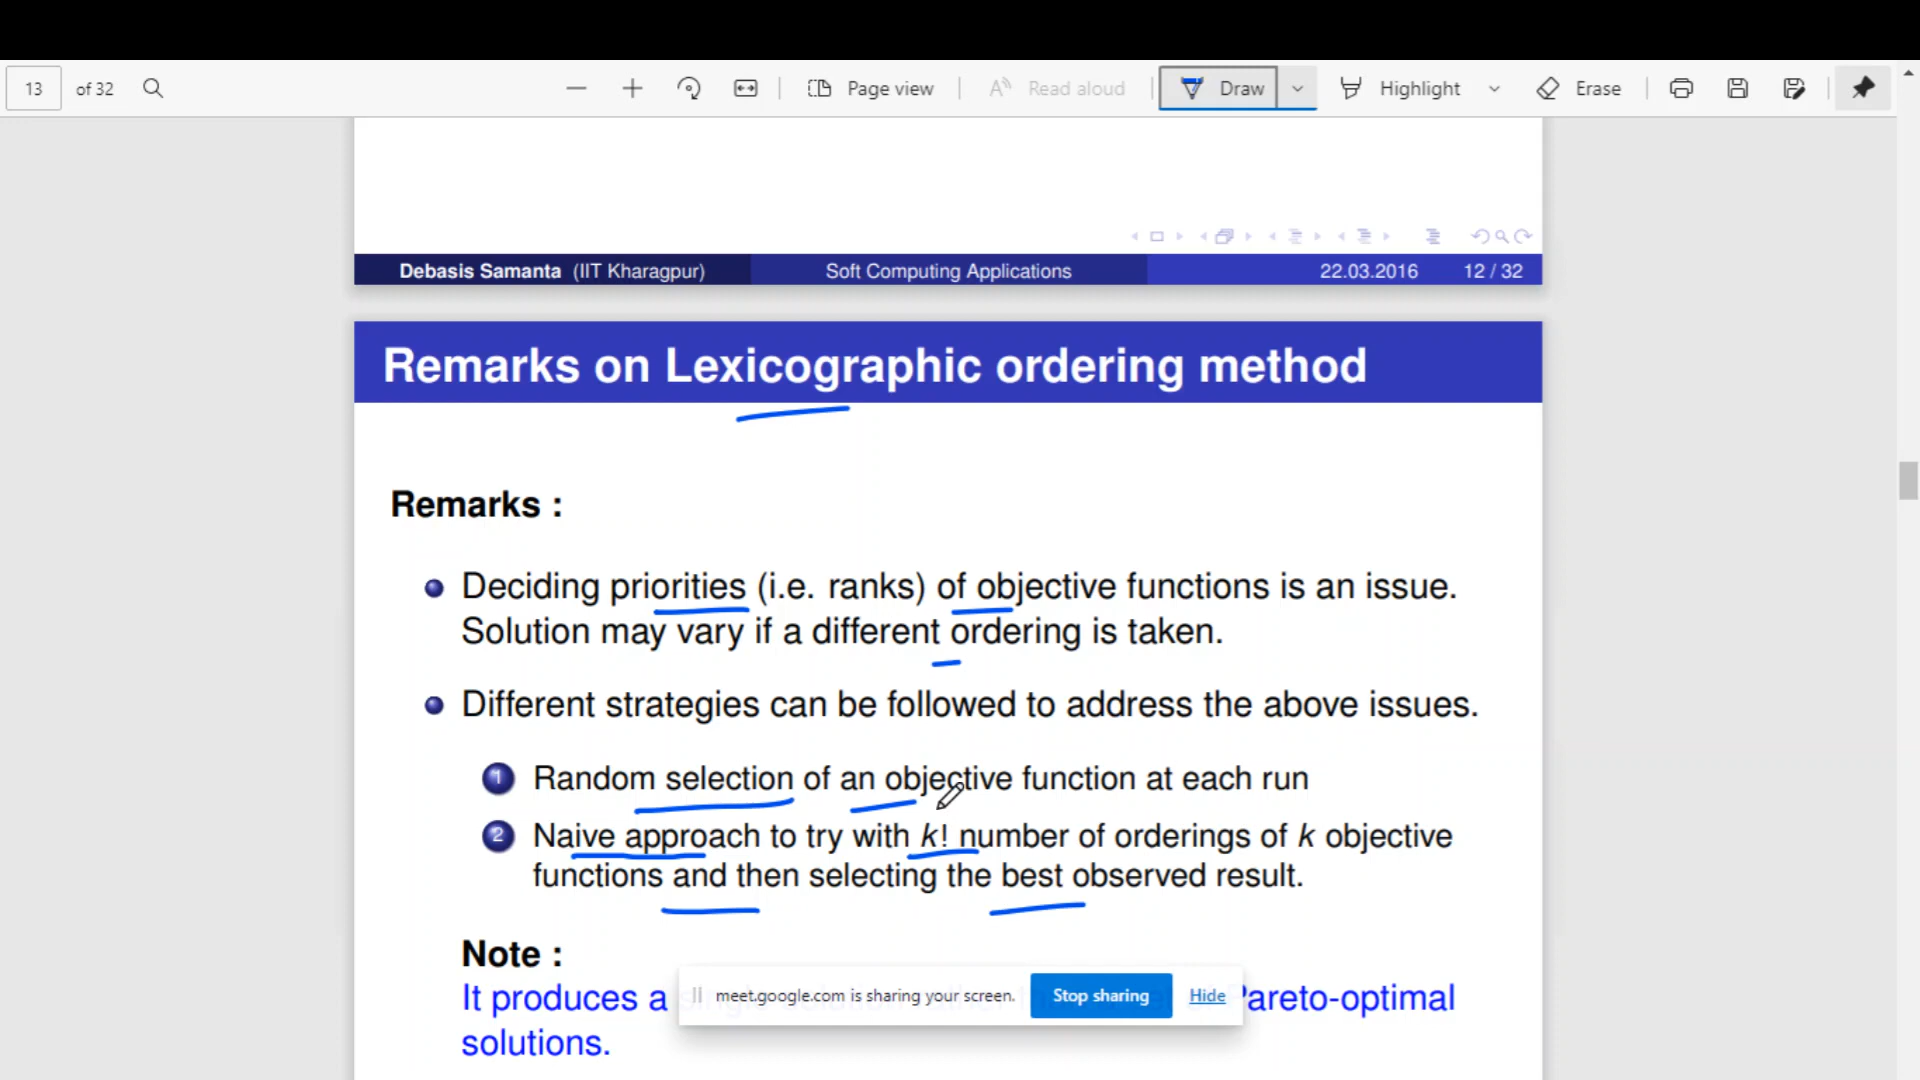 13 of 32 Page view Read aloud Draw Highlight Erase
Debasis Samanta (IIT Kharagpur) Soft Computing Applications 22.03.2016 12 / 32
Remarks on Lexicographic ordering method
Remarks :
Deciding priorities (i.e. ranks) of objective functions is an issue.
Solution may vary if a different ordering is taken.
Different strategies can be followed to address the above issues.
1 Random selection of an objective function at each run
2 Naive approach to try with k! number of orderings of k objective
functions and then selecting the best observed result.
Note :
It produces a Pareto-optimal
meet.google.com is sharing your screen. Stop sharing Hide
solutions.